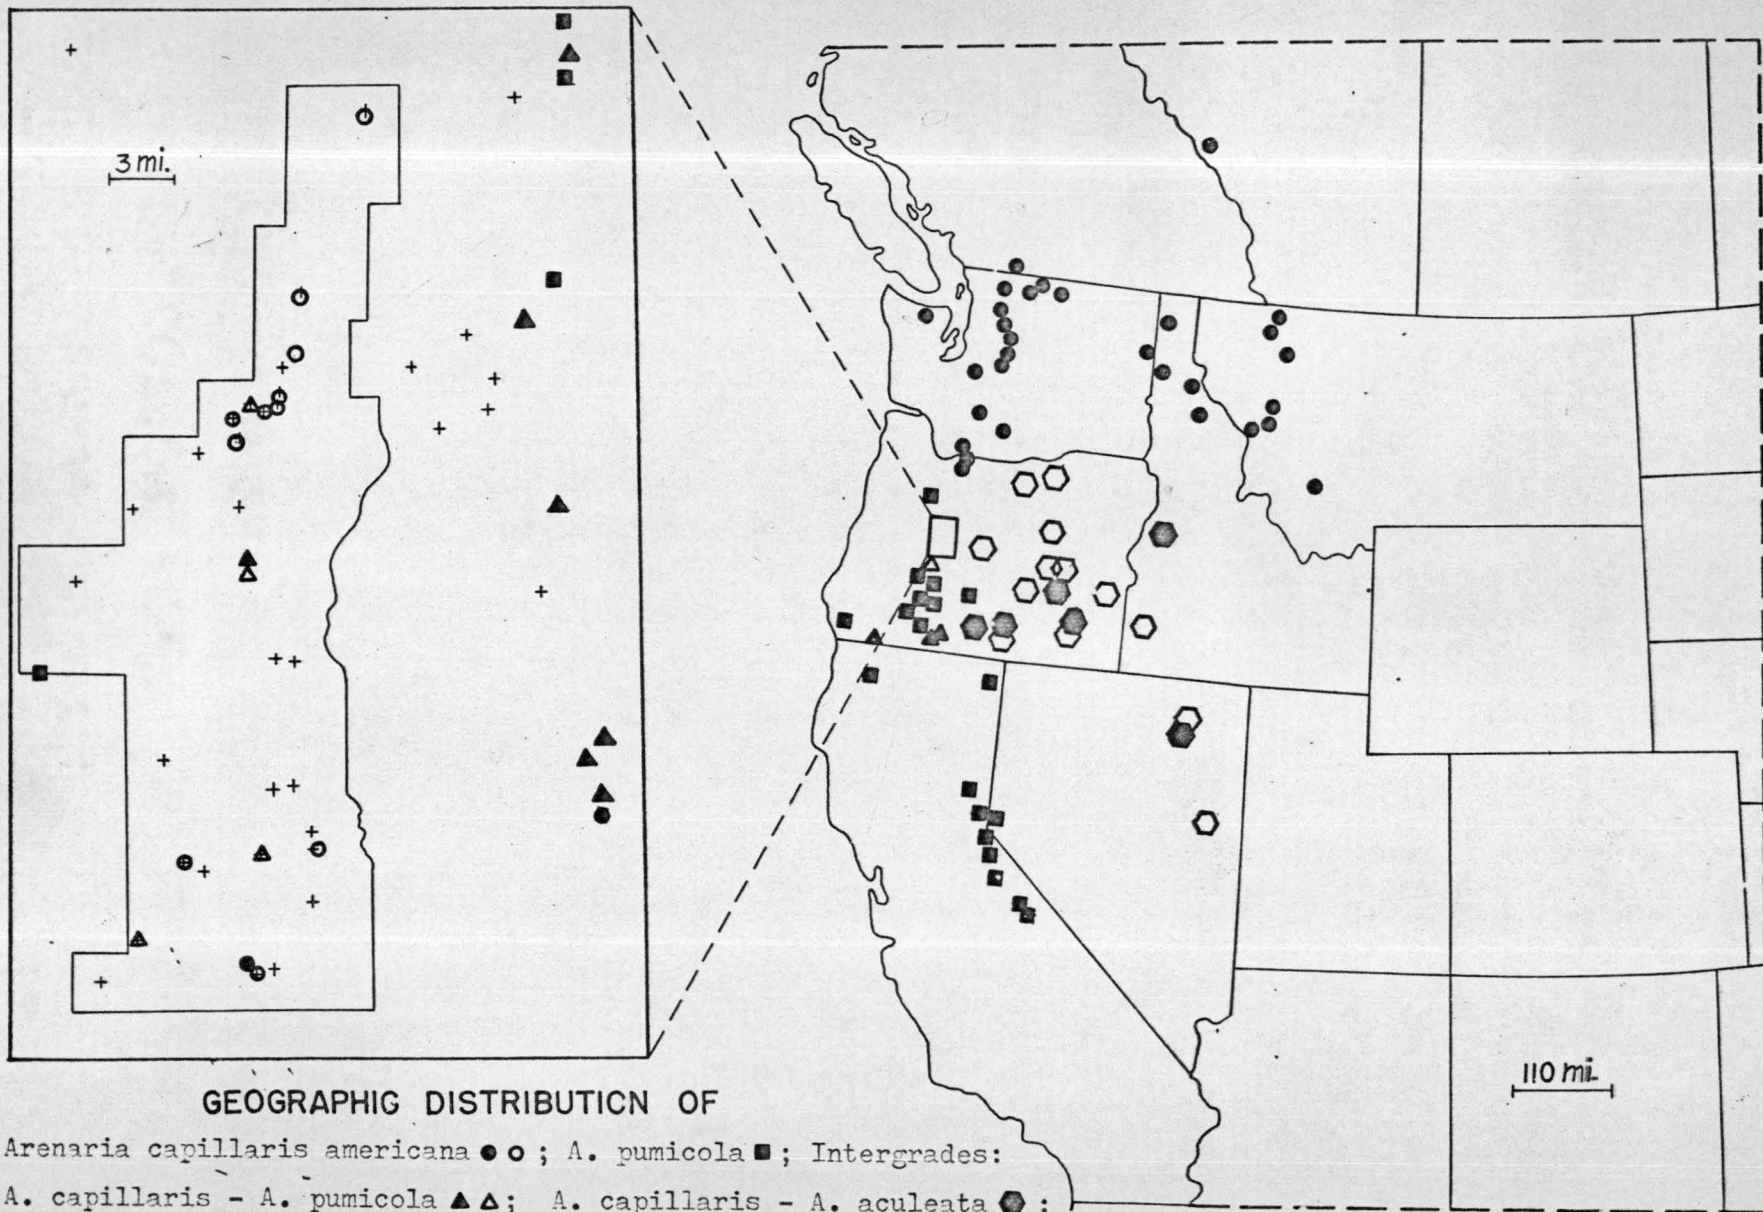 3 mi.
110 mi.
GEOGRAPHIG DISTRIBUTICN OF
Arenaria capillaris americana ● ○ ; A. pumicola ■ ; Intergrades:
A. capillaris - A. pumicola ▲ △ ; A. capillaris - A. aculeata ⬢ ;